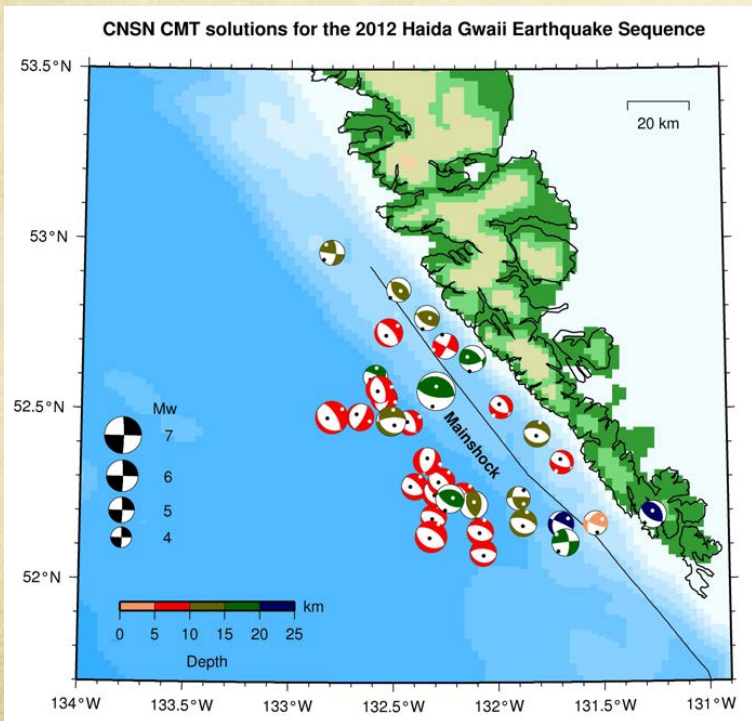 CNSN CMT solutions for the 2012 Haida Gwaii Earthquake Sequence
53.5°N
20 km
53°N
52.5°N
Mw
7
6
5
4
Mainshock
52°N
km
0 5 10 15 20 25
Depth
134°W 133.5°W 133°W 132.5°W 132°W 131.5°W 131°W